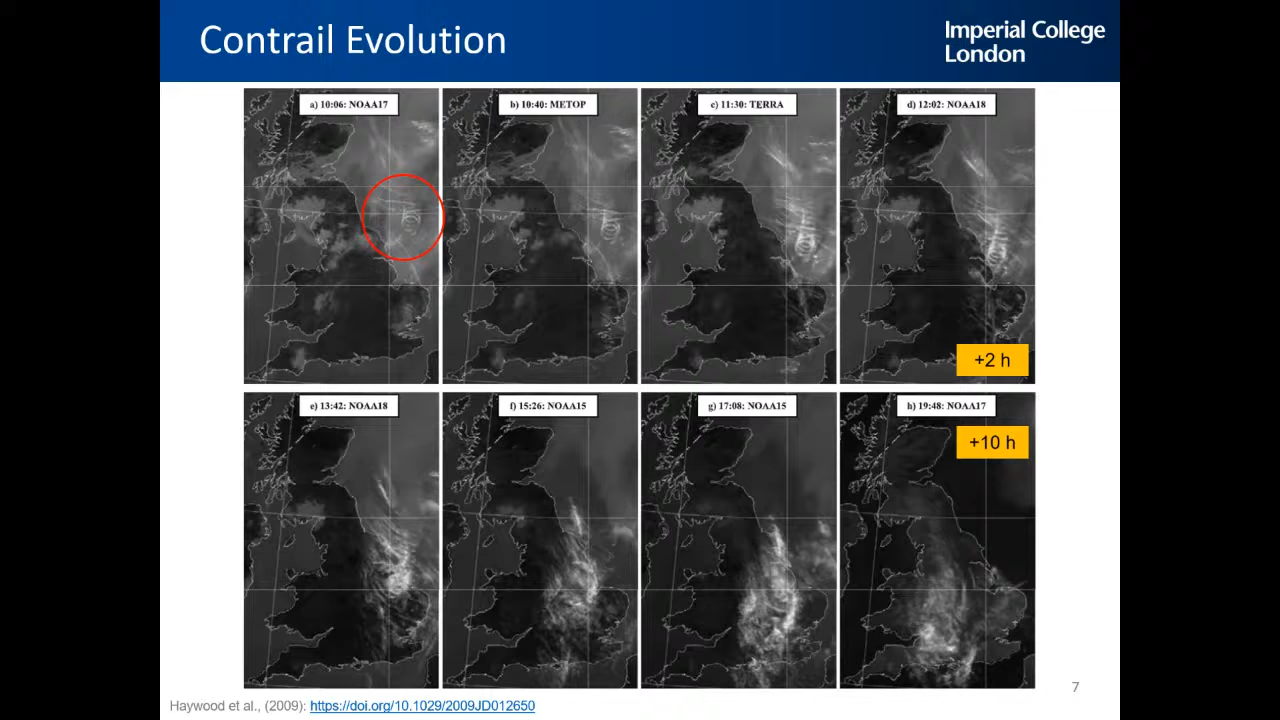 Contrail Evolution
Imperial College
London
a) 10:06: NOAA17
b) 10:40: METOP
c) 11:30: TERRA
d) 12:02: NOAA18
+2 h
e) 13:42: NOAA18
f) 15:26: NOAA15
g) 17:08: NOAA15
h) 19:48: NOAA17
+10 h
7
Haywood et al., (2009): https://doi.org/10.1029/2009JD012650